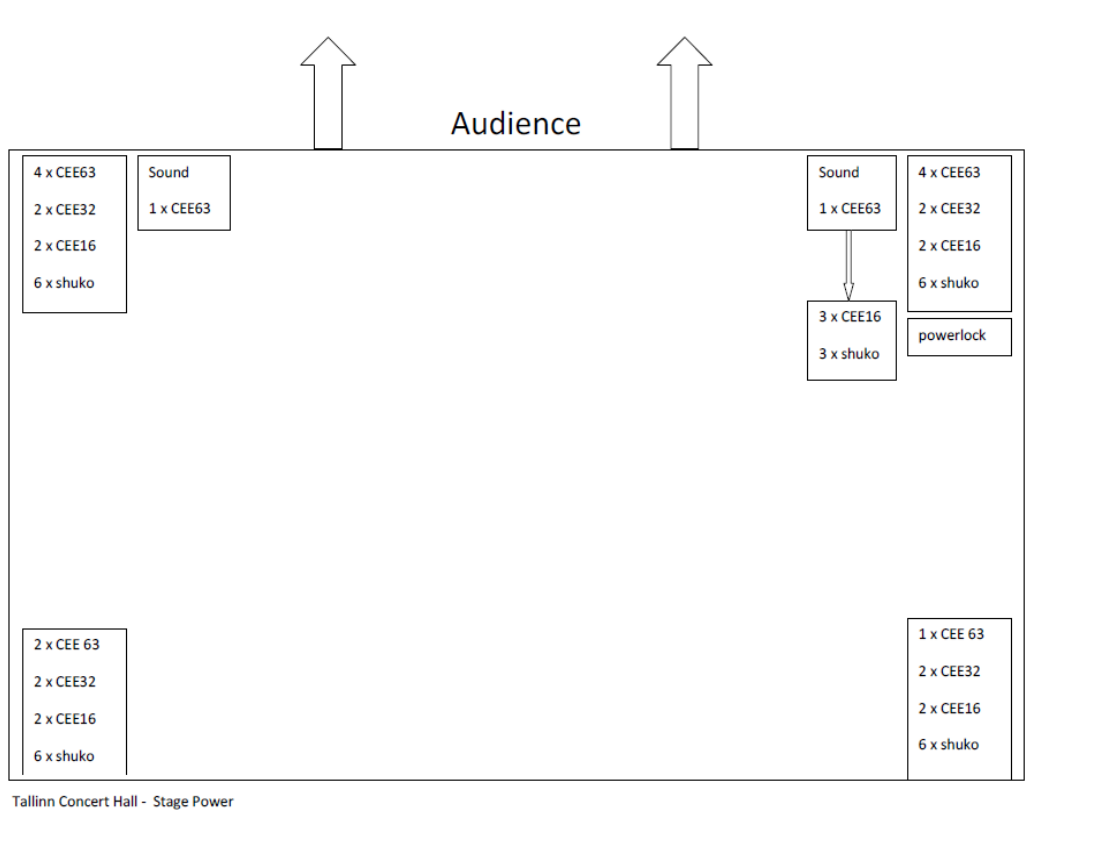 Audience
4 x CEE63
2 x CEE32
2 x CEE16
6 x shuko
Sound
1 x CEE63
Sound
1 x CEE63
3 x CEE16
3 x shuko
4 x CEE63
2 x CEE32
2 x CEE16
6 x shuko
powerlock
2 x CEE 63
2 x CEE32
2 x CEE16
6 x shuko
1 x CEE 63
2 x CEE32
2 x CEE16
6 x shuko
Tallinn Concert Hall - Stage Power